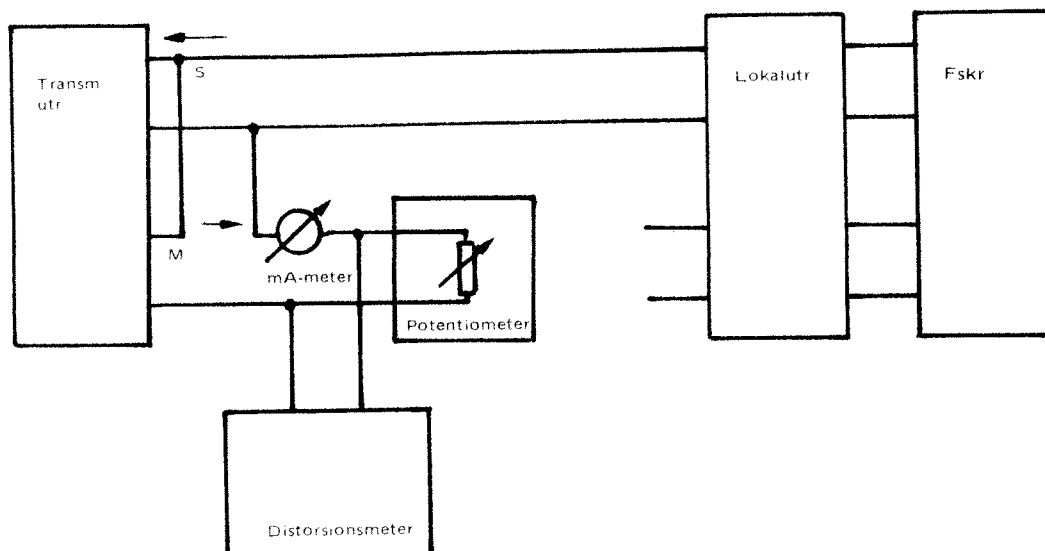 Transm
utr
S
M
mA-meter
Potentiometer
Distorsionsmeter
Lokalutr
Fskr